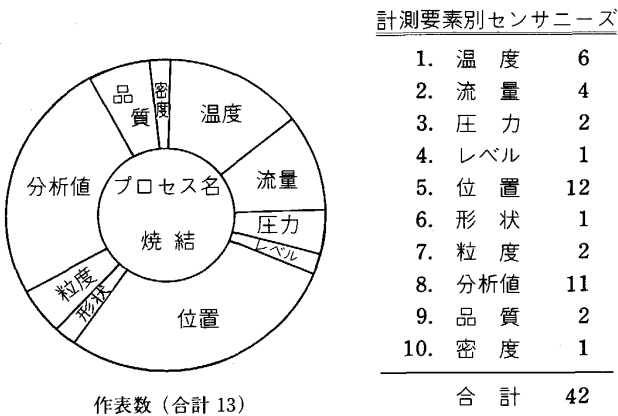 計測要素別センサニーズ
1. 温度 6
2. 流量 4
3. 圧力 2
4. レベル 1
5. 位置 12
6. 形状 1
7. 粒度 2
8. 分析値 11
9. 品質 2
10. 密度 1
合計 42
密度
温度
流量
圧力
レベル
位置
形状
粒度
分析値
品質
プロセス名
焼結
作表数（合計 13）